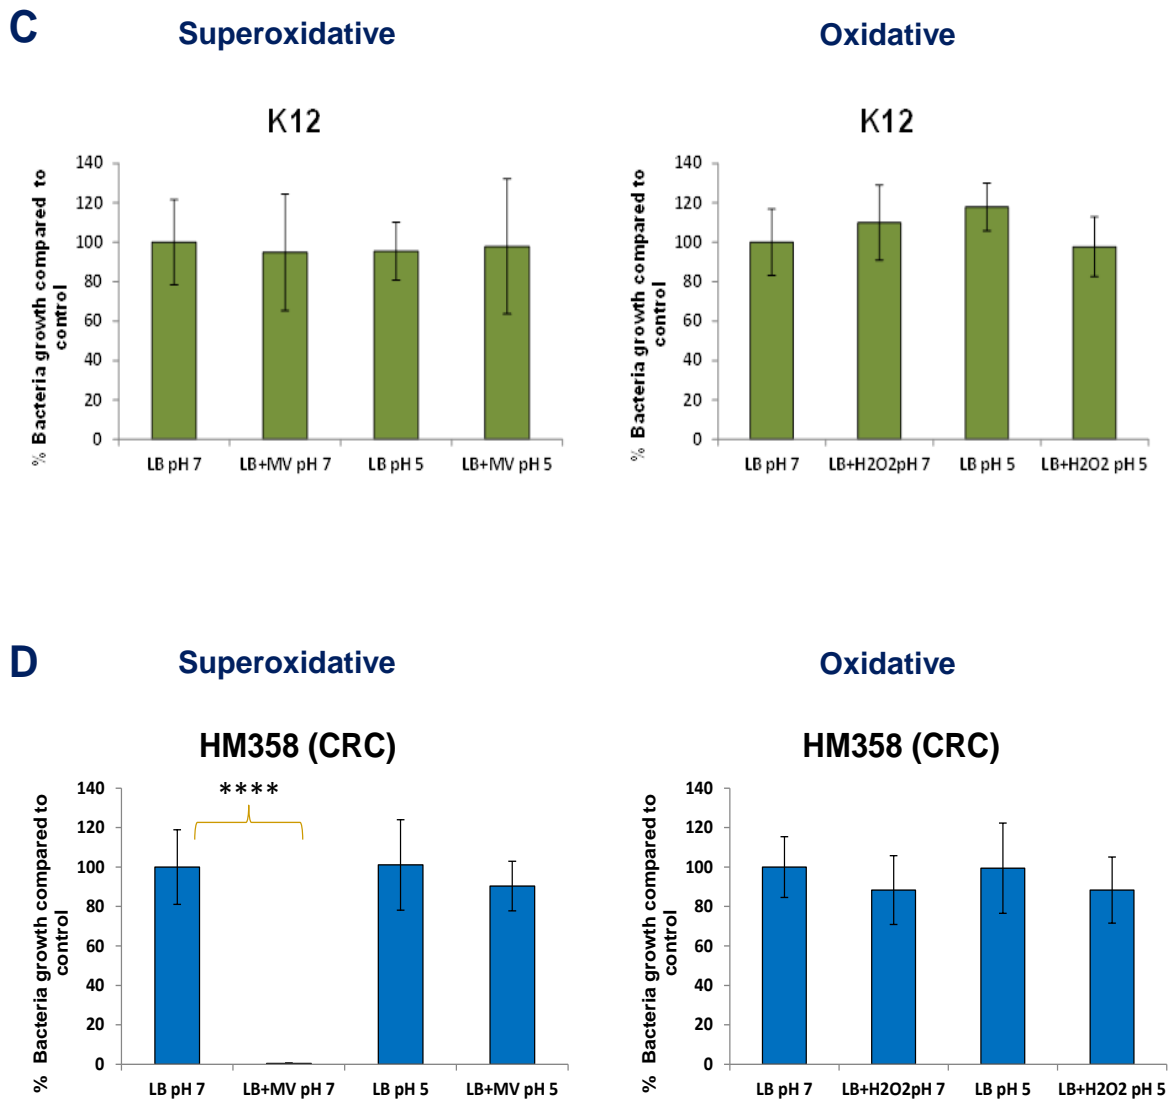 C
Superoxidative
Oxidative
K12
K12
% Bacteria growth compared to
control
140
120
100
80
60
40
20
0
LB pH 7
LB+MV pH 7
LB pH 5
LB+MV pH 5
% Bacteria growth compared to
control
140
120
100
80
60
40
20
0
LB pH 7
LB+H2O2pH 7
LB pH 5
LB+H2O2 pH 5
D
Superoxidative
Oxidative
HM358 (CRC)
HM358 (CRC)
% Bacteria growth compared to
control
140
120
100
80
60
40
20
0
****
LB pH 7
LB+MV pH 7
LB pH 5
LB+MV pH 5
% Bacteria growth compared to
control
140
120
100
80
60
40
20
0
LB pH 7
LB+H2O2pH 7
LB pH 5
LB+H2O2 pH 5